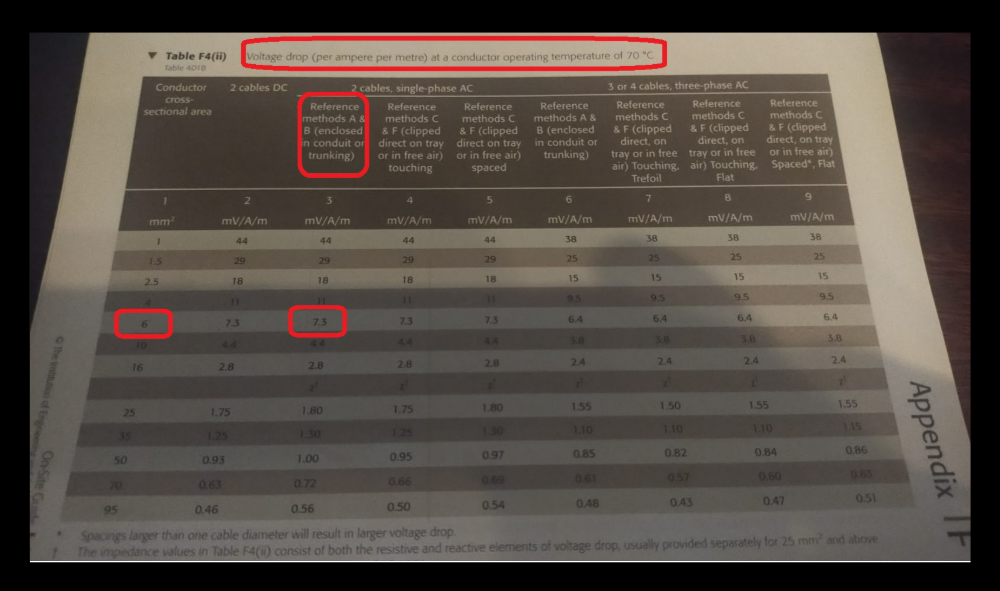 ▼ Table F4(ii) Voltage drop (per ampere per metre) at a conductor operating temperature of 70 °C
Table 4D1B
Conductor cross-sectional area 2 cables DC 2 cables, single-phase AC 3 or 4 cables, three-phase AC
Reference methods A & B (enclosed in conduit or trunking) Reference methods C & F (clipped direct on tray or in free air) touching Reference methods C & F (clipped direct on tray or in free air) spaced Reference methods A & B (enclosed in conduit or trunking) Reference methods C & F (clipped direct, on tray or in free air) Touching, Trefoil Reference methods C & F (clipped direct, on tray or in free air) Touching, Flat Reference methods C & F (clipped direct, on tray or in free air) Spaced*, Flat
1 2 3 4 5 6 7 8 9
mm² mV/A/m mV/A/m mV/A/m mV/A/m mV/A/m mV/A/m mV/A/m mV/A/m
1 44 44 44 44 38 38 38 38
1.5 29 29 29 29 25 25 25 25
2.5 18 18 18 18 15 15 15 15
4 11 11 11 11 9.5 9.5 9.5 9.5
6 7.3 7.3 7.3 7.3 6.4 6.4 6.4 6.4
10 4.4 4.4 4.4 4.4 3.8 3.8 3.8 3.8
16 2.8 2.8 2.8 2.8 2.4 2.4 2.4 2.4
z† z† z† z† z† z† z†
25 1.75 1.80 1.75 1.80 1.55 1.50 1.55 1.55
35 1.25 1.30 1.25 1.30 1.10 1.10 1.10 1.15
50 0.93 1.00 0.95 0.97 0.85 0.82 0.84 0.86
70 0.63 0.72 0.66 0.69 0.61 0.57 0.60 0.63
95 0.46 0.56 0.50 0.54 0.48 0.43 0.47 0.51
* Spacings larger than one cable diameter will result in larger voltage drop.
† The impedance values in Table F4(ii) consist of both the resistive and reactive elements of voltage drop, usually provided separately for 25 mm² and above.
© The Institution of Engineering
On-Site Guide
Appendix F